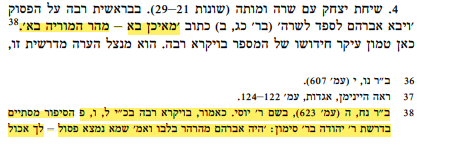 4. שיחת יצחק עם שרה ומותה (שונות 21–29). בבראשית רבה על הפסוק
׳ויבא אברהם לספד לשרה׳ (בר׳ כג, ב) כתוב ׳מאיכן בא – מהר המוריה בא׳.38
כאן טמון עיקר חידושו של המספר בויקרא רבה. הוא מנצל הערה מדרשית זו,
36 ב״ר נו, י (עמ׳ 607).
37 ראה היינימן, אגדות, עמ׳ 122–124.
38 ב״ר נח, ה (עמ׳ 623), בשם ר׳ יוסי. כאמור, בויקרא רבה בכ״י ל, ו, פ הסיפור מסתיים
בדרשת ר׳ יהודה בר׳ סימון: ׳היה אברהם מהרהר בלבו ואמ׳ שמא נמצא פסול – לך אכול